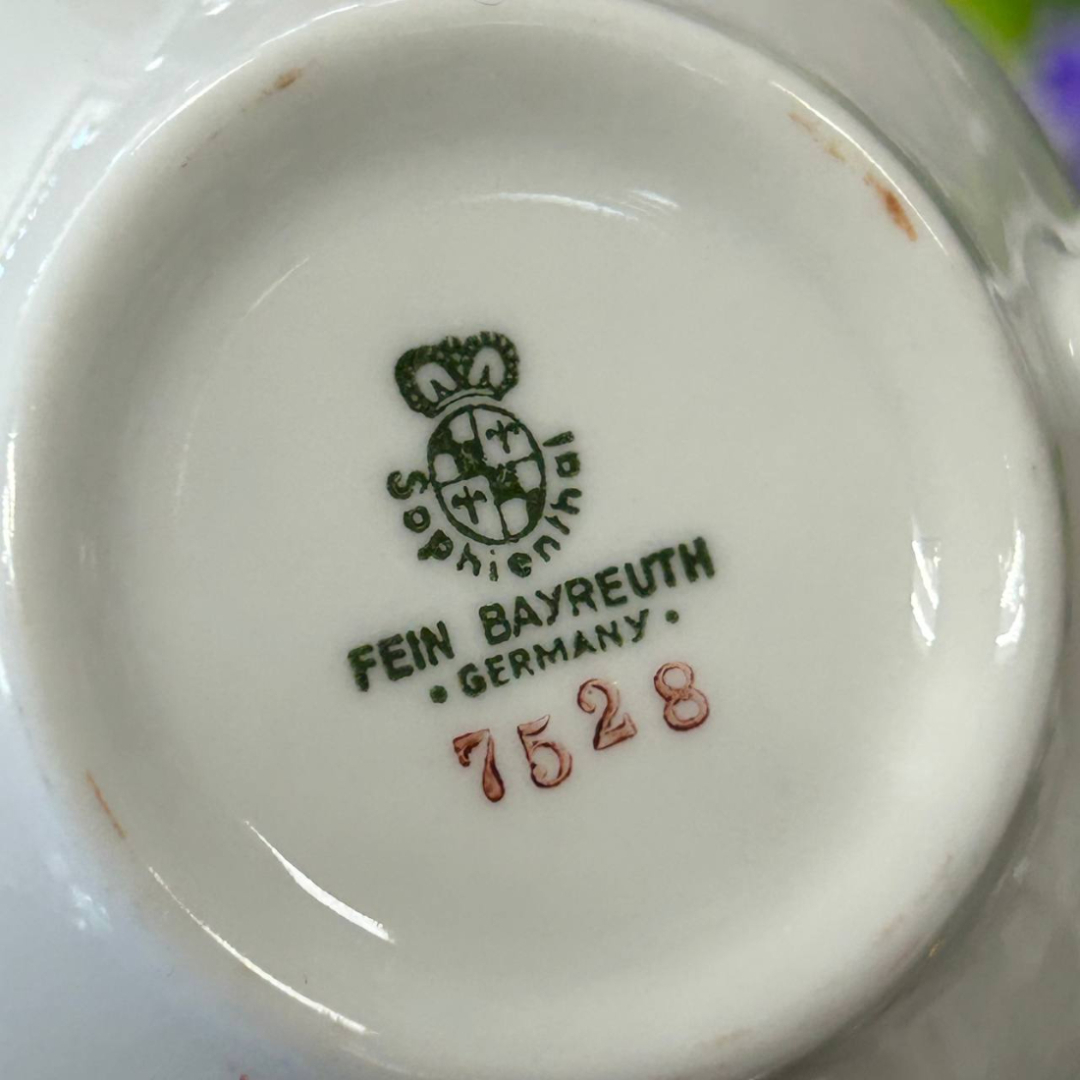 Sophienthal
FEIN BAYREUTH
• GERMANY •
7528